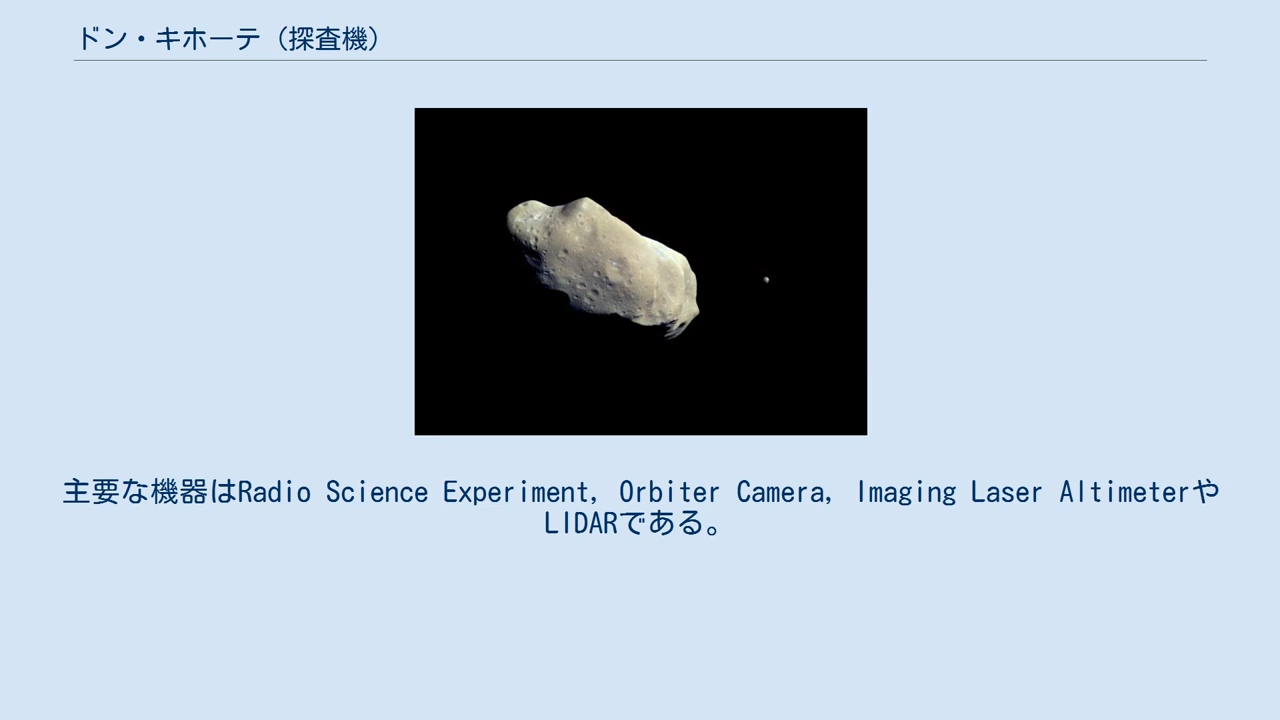 ドン・キホーテ（探査機）
主要な機器はRadio Science Experiment, Orbiter Camera, Imaging Laser Altimeterや
LIDARである。